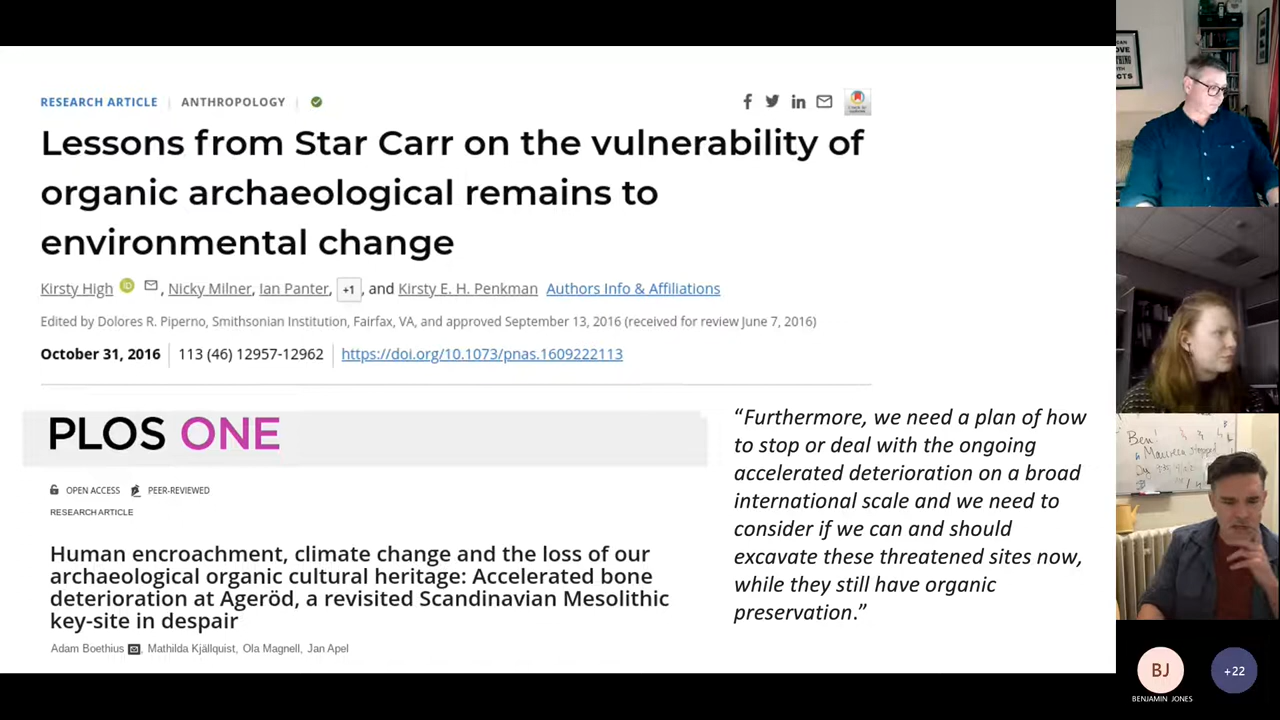 RESEARCH ARTICLE | ANTHROPOLOGY |
Lessons from Star Carr on the vulnerability of
organic archaeological remains to
environmental change
Kirsty High iD , Nicky Milner, Ian Panter, +1 , and Kirsty E. H. Penkman Authors Info & Affiliations
Edited by Dolores R. Piperno, Smithsonian Institution, Fairfax, VA, and approved September 13, 2016 (received for review June 7, 2016)
October 31, 2016 | 113 (46) 12957-12962 | https://doi.org/10.1073/pnas.1609222113
PLOS ONE
OPEN ACCESS PEER-REVIEWED
RESEARCH ARTICLE
Human encroachment, climate change and the loss of our
archaeological organic cultural heritage: Accelerated bone
deterioration at Ageröd, a revisited Scandinavian Mesolithic
key-site in despair
Adam Boethius , Mathilda Kjällquist, Ola Magnell, Jan Apel
“Furthermore, we need a plan of how
to stop or deal with the ongoing
accelerated deterioration on a broad
international scale and we need to
consider if we can and should
excavate these threatened sites now,
while they still have organic
preservation.”
Ben
BJ
+22
BENJAMIN JONES